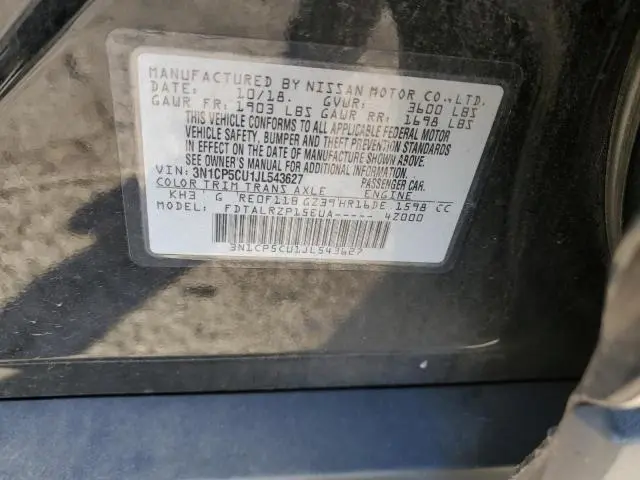 MANUFACTURED BY NISSAN MOTOR CO.,LTD.
DATE: 10/18. GVWR: 3600 LBS
GAWR FR: 1903 LBS GAWR RR: 1698 LBS
THIS VEHICLE CONFORMS TO ALL APPLICABLE FEDERAL MOTOR
VEHICLE SAFETY, BUMPER AND THEFT PREVENTION STANDARDS
IN EFFECT ON THE DATE OF MANUFACTURE SHOWN ABOVE.
SEE OWNER'S MANUAL FOR ADDITIONAL INFORMATION.
VIN: 3N1CP5CU1JL543627 PASSENGER CAR.
COLOR TRIM TRANS AXLE ENGINE
KH3 G RE0F11B GZ39 HR16DE 1598 CC
MODEL: FDTALRZP15EUA----- 4Z000
3N1CP5CU1JL543627